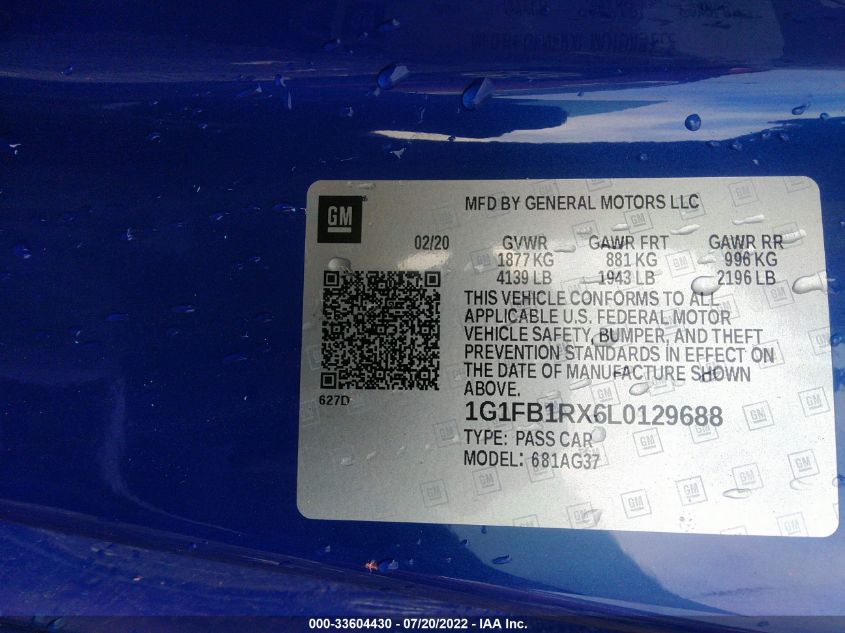 GM
MFD BY GENERAL MOTORS LLC
02/20 GVWR GAWR FRT GAWR RR
1877 KG 881 KG 996 KG
4139 LB 1943 LB 2196 LB
THIS VEHICLE CONFORMS TO ALL
APPLICABLE U.S. FEDERAL MOTOR
VEHICLE SAFETY, BUMPER, AND THEFT
PREVENTION STANDARDS IN EFFECT ON
THE DATE OF MANUFACTURE SHOWN
ABOVE.
627D
1G1FB1RX6L0129688
TYPE: PASS CAR
MODEL: 681AG37
000-33604430 - 07/20/2022 - IAA Inc.